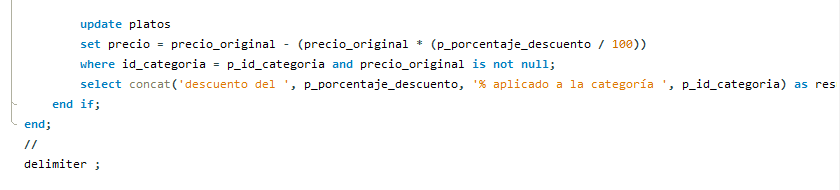 update platos
set precio = precio_original - (precio_original * (p_porcentaje_descuento / 100))
where id_categoria = p_id_categoria and precio_original is not null;
select concat('descuento del ', p_porcentaje_descuento, '% aplicado a la categoría ', p_id_categoria) as res
end if;
end;
//
delimiter ;